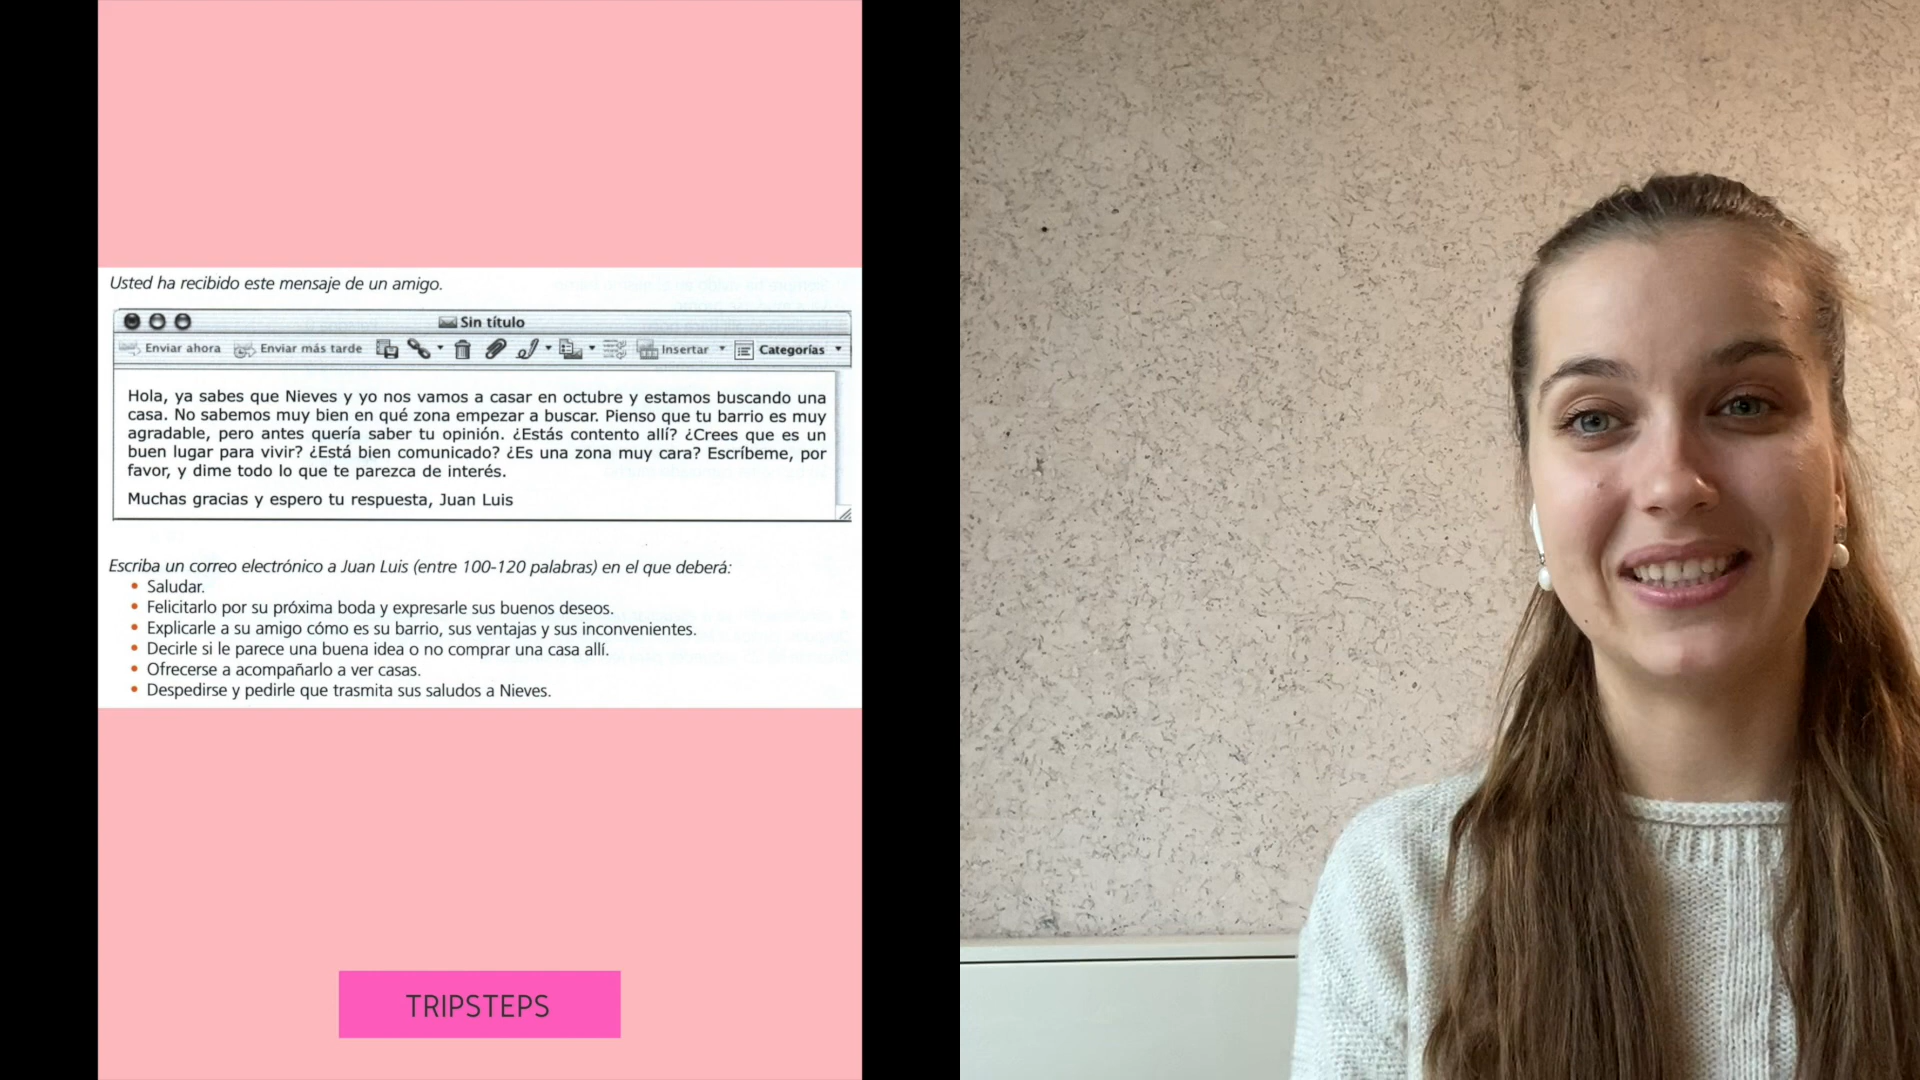 Usted ha recibido este mensaje de un amigo.
Sin título
Enviar ahora Enviar más tarde Insertar Categorías
Hola, ya sabes que Nieves y yo nos vamos a casar en octubre y estamos buscando una
casa. No sabemos muy bien en qué zona empezar a buscar. Pienso que tu barrio es muy
agradable, pero antes quería saber tu opinión. ¿Estás contento allí? ¿Crees que es un
buen lugar para vivir? ¿Está bien comunicado? ¿Es una zona muy cara? Escríbeme, por
favor, y dime todo lo que te parezca de interés.
Muchas gracias y espero tu respuesta, Juan Luis
Escriba un correo electrónico a Juan Luis (entre 100-120 palabras) en el que deberá:
• Saludar.
• Felicitarlo por su próxima boda y expresarle sus buenos deseos.
• Explicarle a su amigo cómo es su barrio, sus ventajas y sus inconvenientes.
• Decirle si le parece una buena idea o no comprar una casa allí.
• Ofrecerse a acompañarlo a ver casas.
• Despedirse y pedirle que trasmita sus saludos a Nieves.
TRIPSTEPS